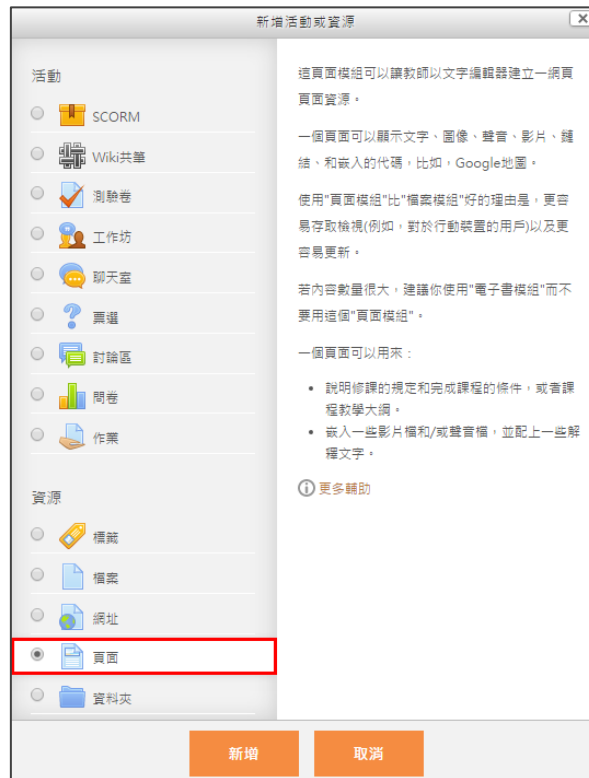 新增活動或資源
活動
SCORM
Wiki共筆
測驗卷
工作坊
聊天室
票選
討論區
問卷
作業
資源
標籤
檔案
網址
頁面
資料夾
這頁面模組可以讓教師以文字編輯器建立一網頁
頁面資源。
一個頁面可以顯示文字、圖像、聲音、影片、鏈
結、和嵌入的代碼，比如，Google地圖。
使用"頁面模組"比"檔案模組"好的理由是，更容
易存取檢視(例如，對於行動裝置的用戶)以及更
容易更新。
若內容數量很大，建議你使用"電子書模組"而不
要用這個"頁面模組"。
一個頁面可以用來：
• 說明修課的規定和完成課程的條件，或者課
程教學大綱。
• 嵌入一些影片檔和/或聲音檔，並配上一些解
釋文字。
更多輔助
新增
取消